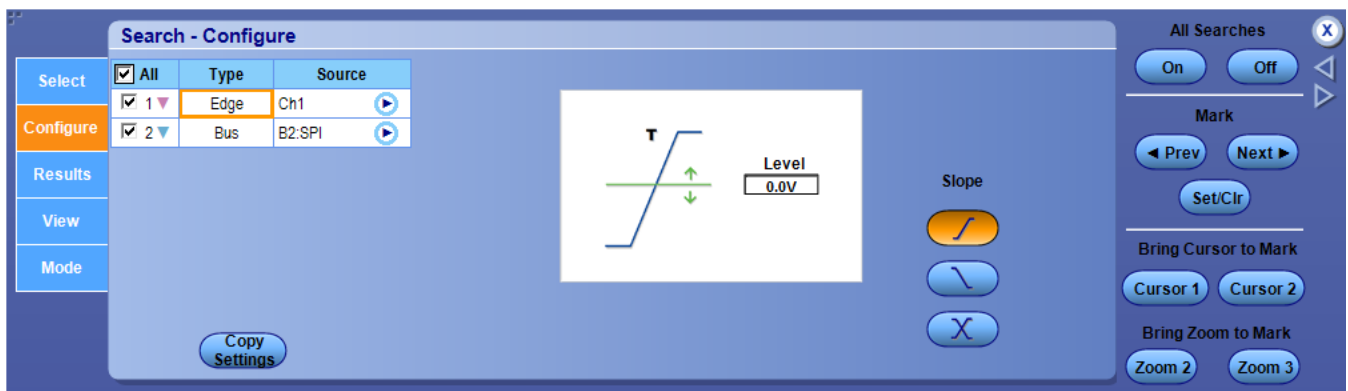 Search - Configure
Select
Configure
Results
View
Mode
All Type Source
1 Edge Ch1
2 Bus B2:SPI
Copy
Settings
T
Level
0.0V
Slope
All Searches
X
On Off
Mark
◄ Prev Next ►
Set/Clr
Bring Cursor to Mark
Cursor 1 Cursor 2
Bring Zoom to Mark
Zoom 2 Zoom 3